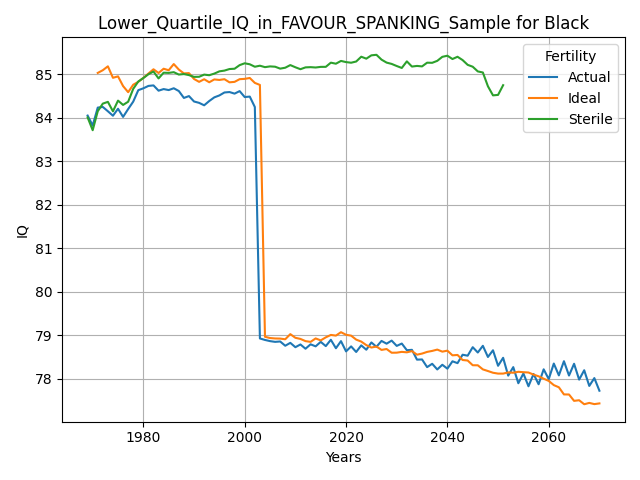 Lower_Quartile_IQ_in_FAVOUR_SPANKING_Sample for Black
Fertility
Actual
Ideal
Sterile
IQ
85
84
83
82
81
80
79
78
1980
2000
2020
2040
2060
Years